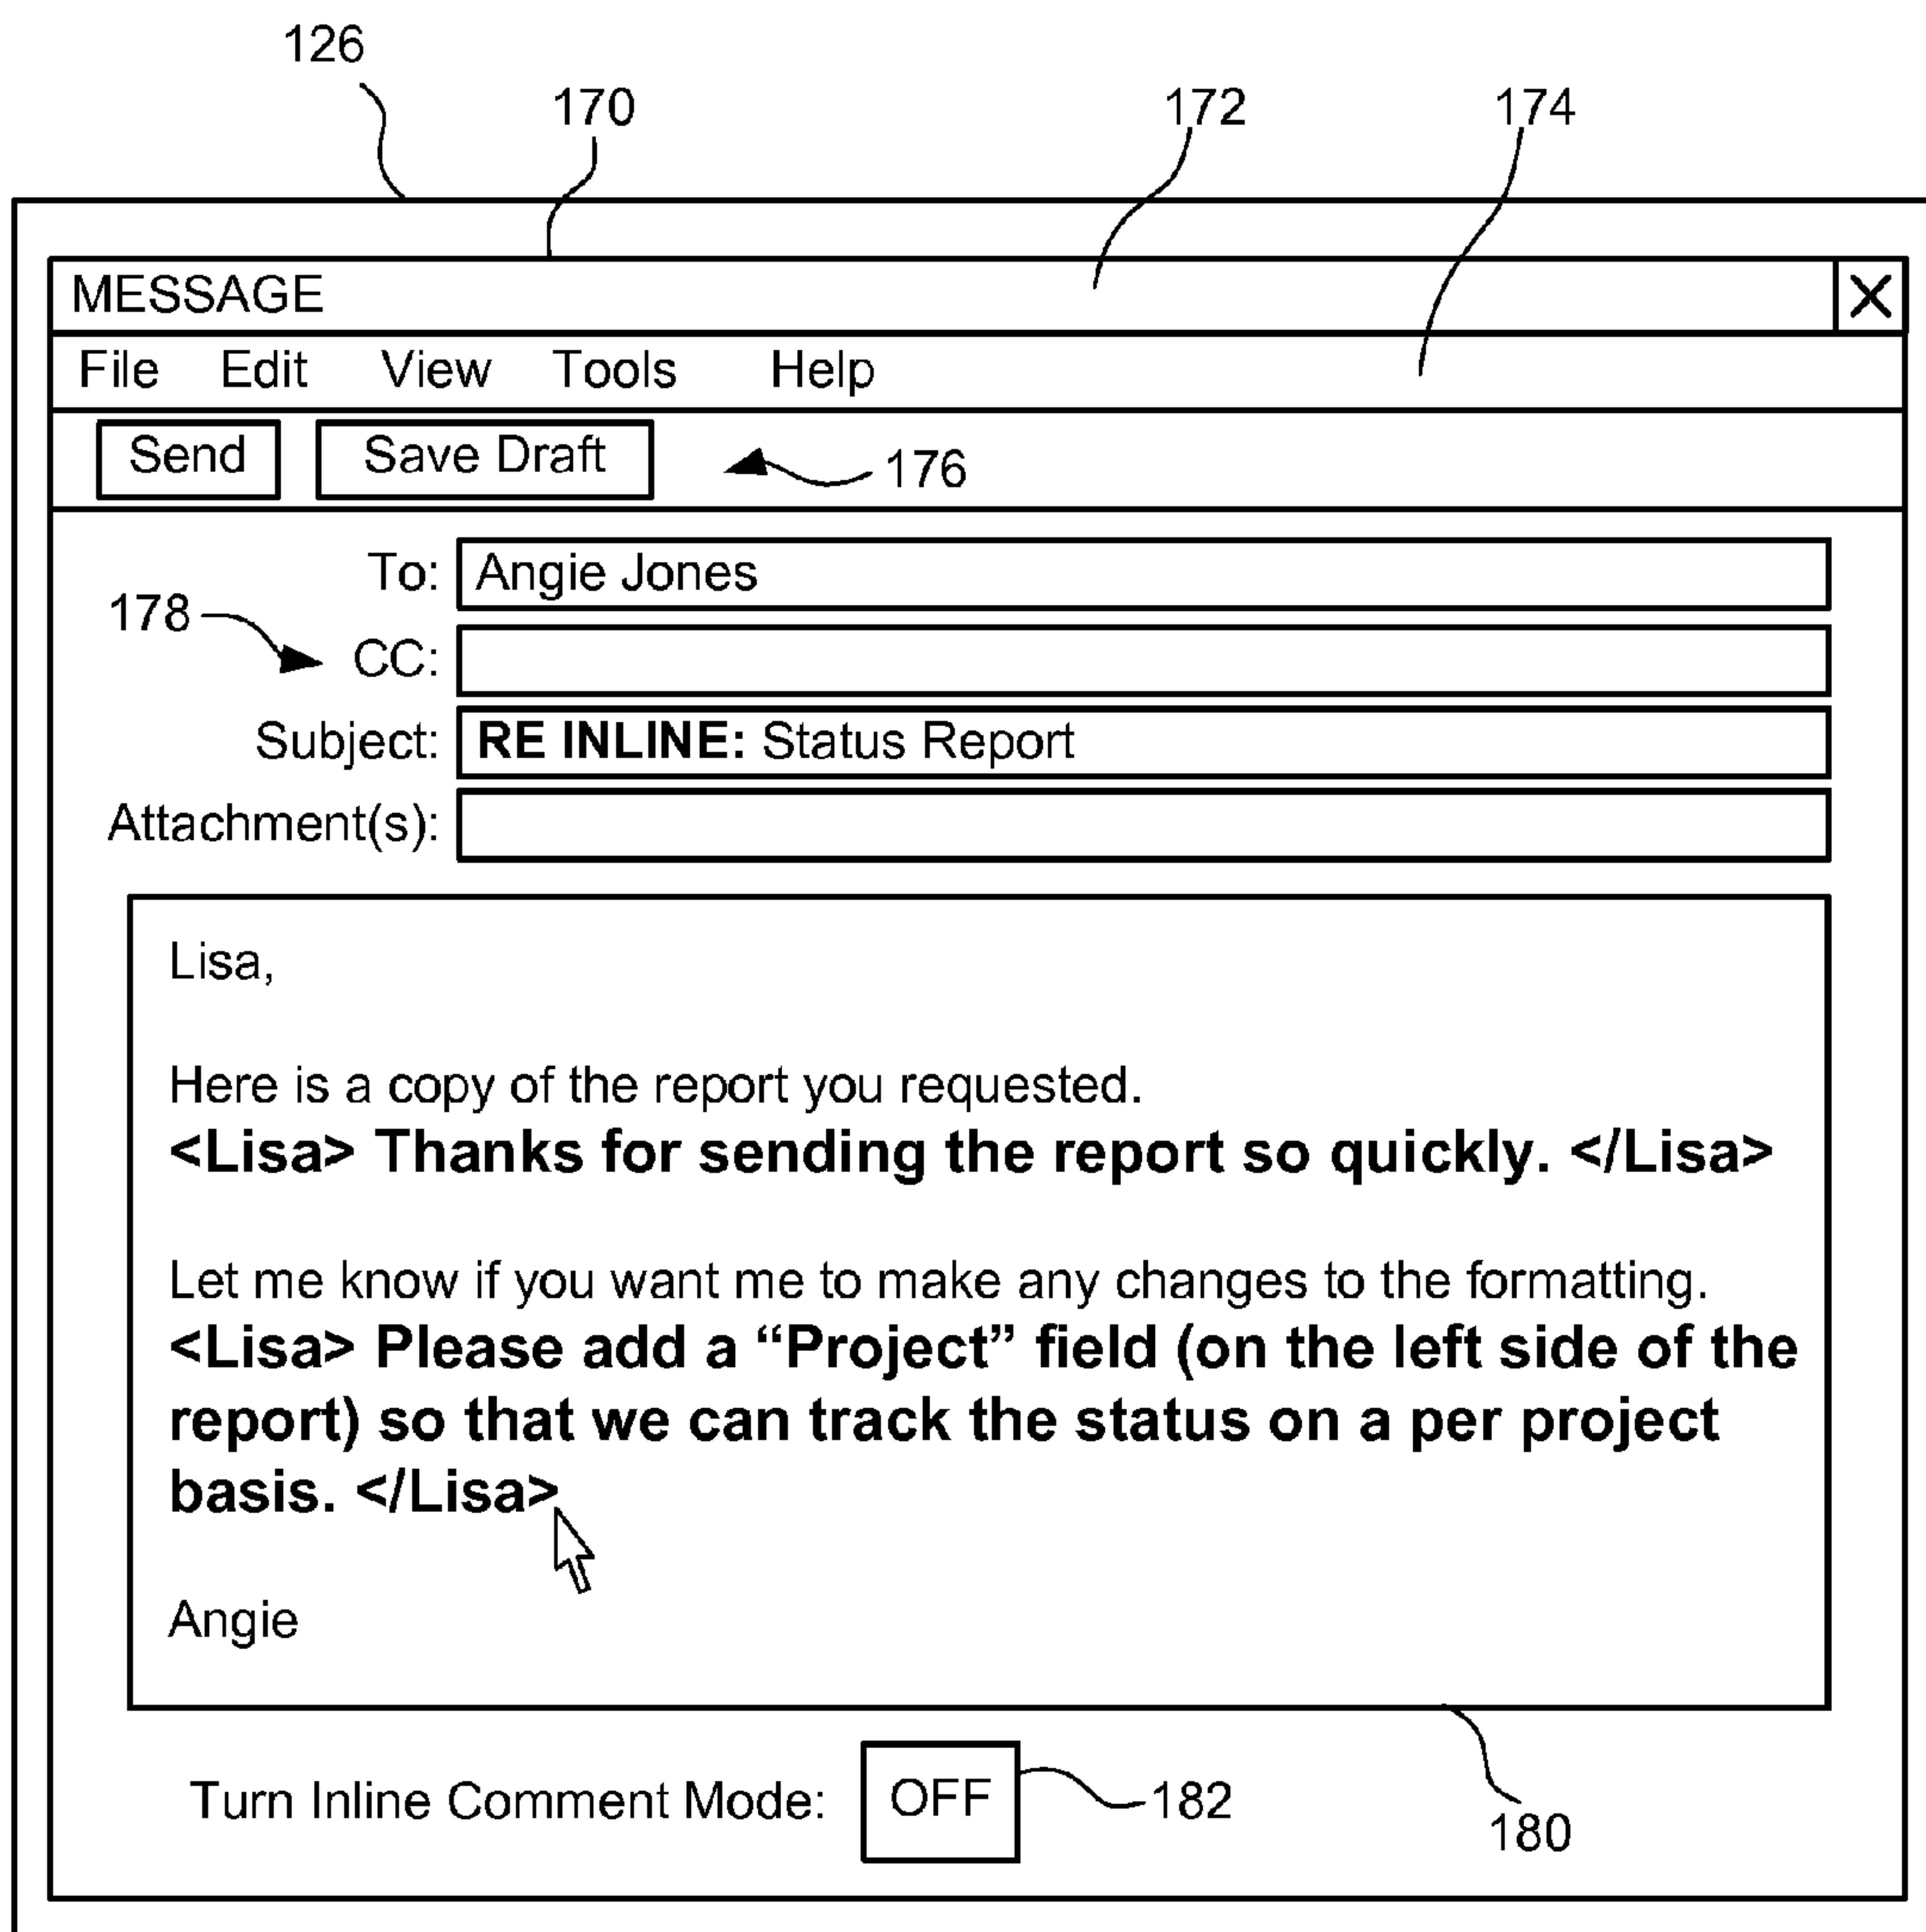 126
170
172
174
MESSAGE X
File Edit View Tools Help
Send Save Draft 176
To: Angie Jones
178
CC:
Subject: RE INLINE: Status Report
Attachment(s):
Lisa,
Here is a copy of the report you requested.
<Lisa> Thanks for sending the report so quickly. </Lisa>
Let me know if you want me to make any changes to the formatting.
<Lisa> Please add a “Project” field (on the left side of the
report) so that we can track the status on a per project
basis. </Lisa>
Angie
Turn Inline Comment Mode: OFF 182
180